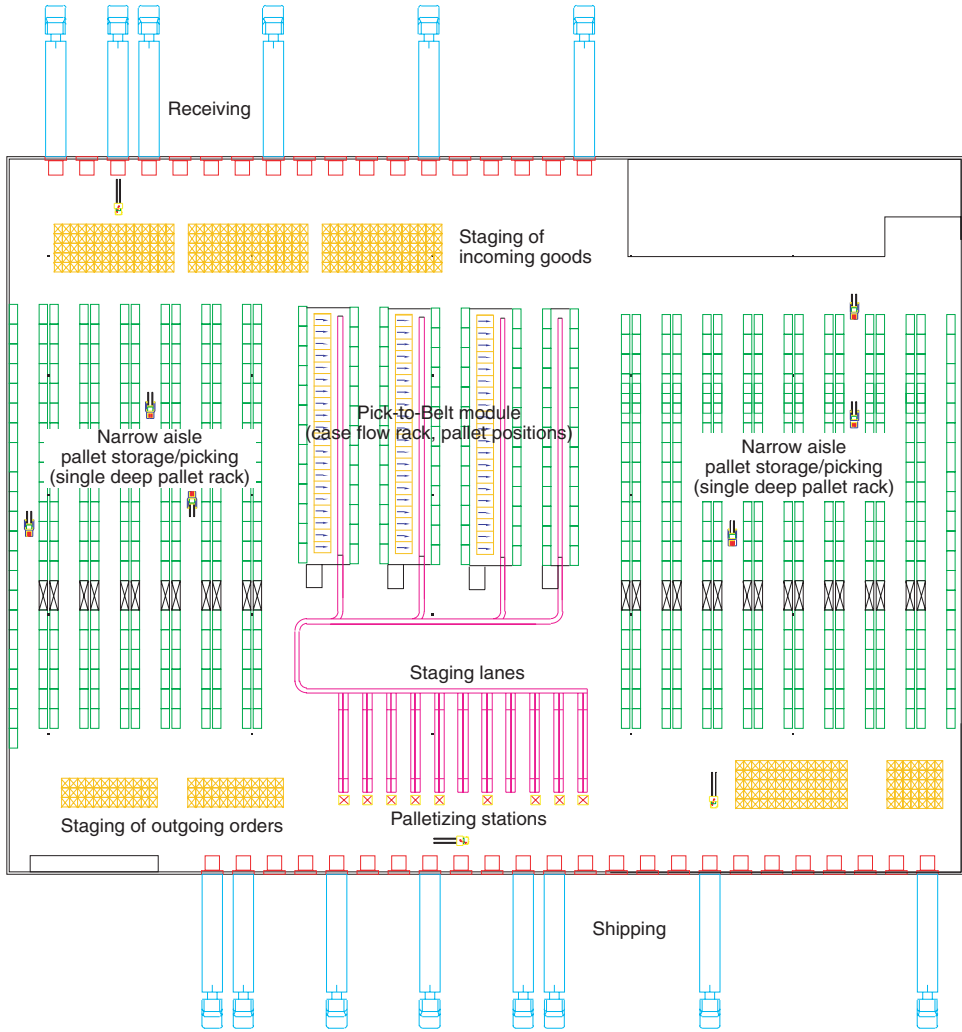 Receiving
Staging of
incoming goods
Pick-to-Belt module
(case flow rack, pallet positions)
Narrow aisle
pallet storage/picking
(single deep pallet rack)
Narrow aisle
pallet storage/picking
(single deep pallet rack)
Staging lanes
Staging of outgoing orders
Palletizing stations
Shipping